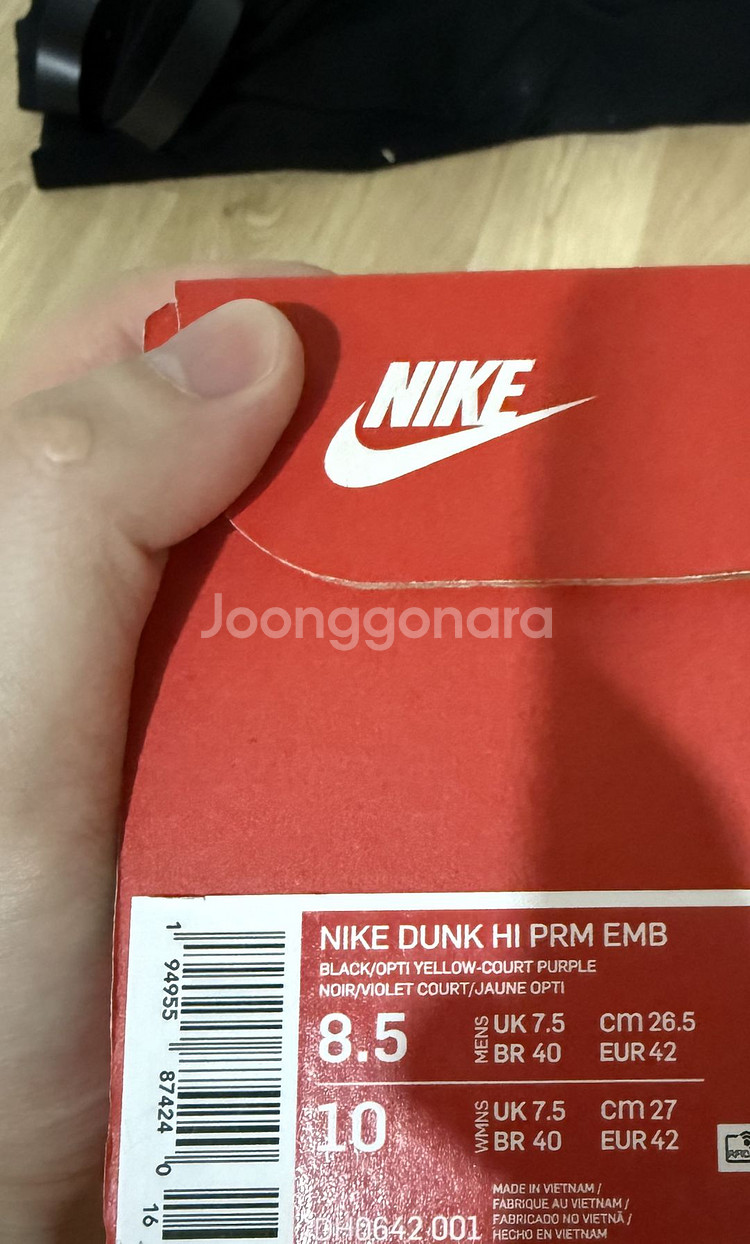 NIKE
Joonggonara
NIKE DUNK HI PRM EMB
BLACK/OPTI YELLOW-COURT PURPLE
NOIR/VIOLET COURT/JAUNE OPTI
8.5 MENS UK 7.5 cm 26.5
BR 40 EUR 42
10 WMNS UK 7.5 cm 27
BR 40 EUR 42
1 94955 87424 0 16
RFID
MADE IN VIETNAM /
FABRIQUE AU VIETNAM /
FABRICADO NO VIETNÃ /
HECHO EN VIETNAM
DH0642 001